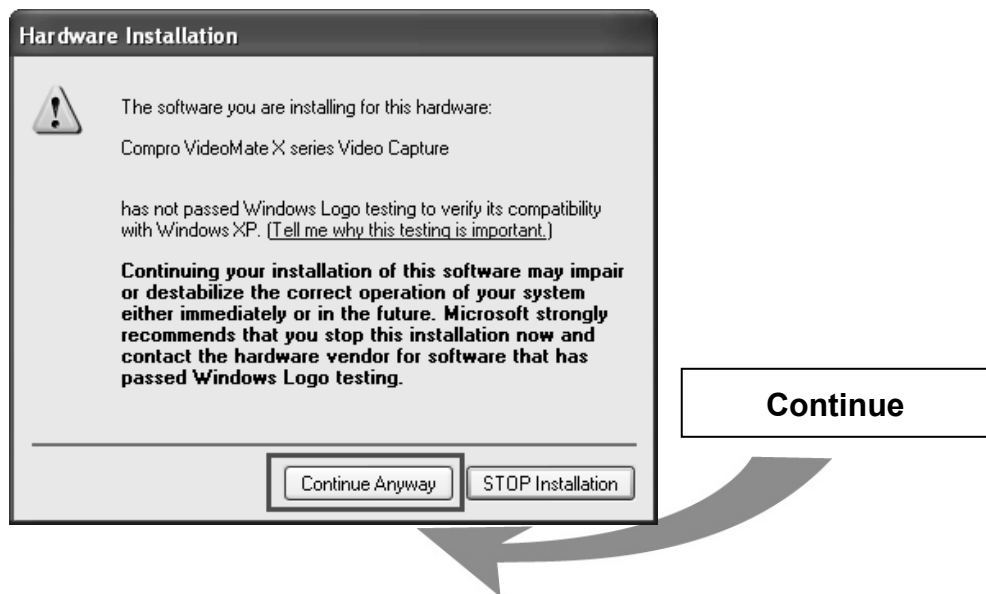 Hardware Installation
The software you are installing for this hardware:
Compro VideoMate X series Video Capture
has not passed Windows Logo testing to verify its compatibility
with Windows XP. (Tell me why this testing is important.)
Continuing your installation of this software may impair
or destabilize the correct operation of your system
either immediately or in the future. Microsoft strongly
recommends that you stop this installation now and
contact the hardware vendor for software that has
passed Windows Logo testing.
Continue
Continue Anyway
STOP Installation